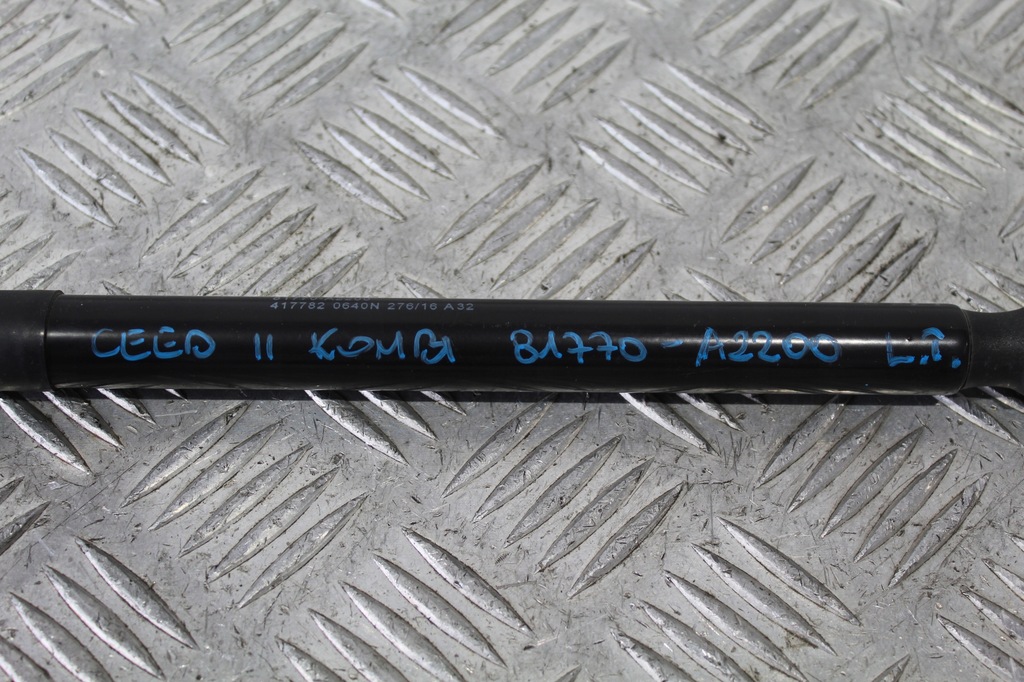 417782 0640N 276/16 A32
CEED II KOMBI 81770-A2200 L.T.